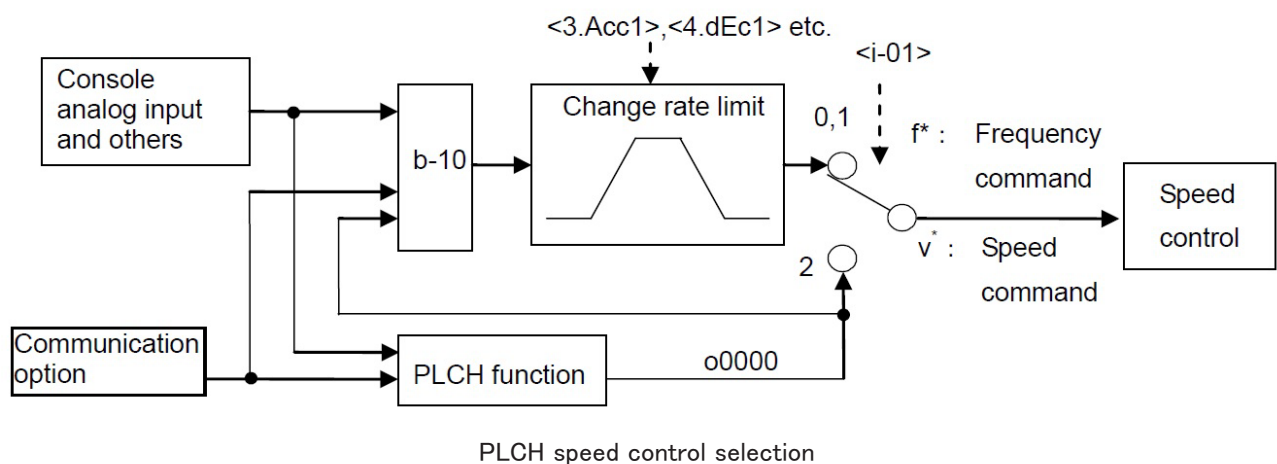 <3.Acc1>,<4.dEc1> etc.
<i-01>
Console
analog input
and others
b-10
Change rate limit
0,1
f* : Frequency
command
Speed
control
2
v* : Speed
command
Communication
option
PLCH function
o0000
PLCH speed control selection